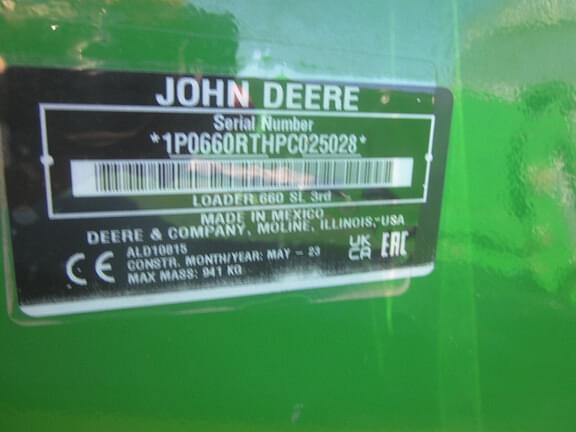 JOHN DEERE
Serial Number
*1P0660RTHPC025028*
LOADER 660 SL 3rd
MADE IN MEXICO
DEERE & COMPANY, MOLINE, ILLINOIS, USA
ALD10815
CONSTR. MONTH/YEAR: MAY - 23
MAX MASS: 941 KG
CE
UK
CA
EAC